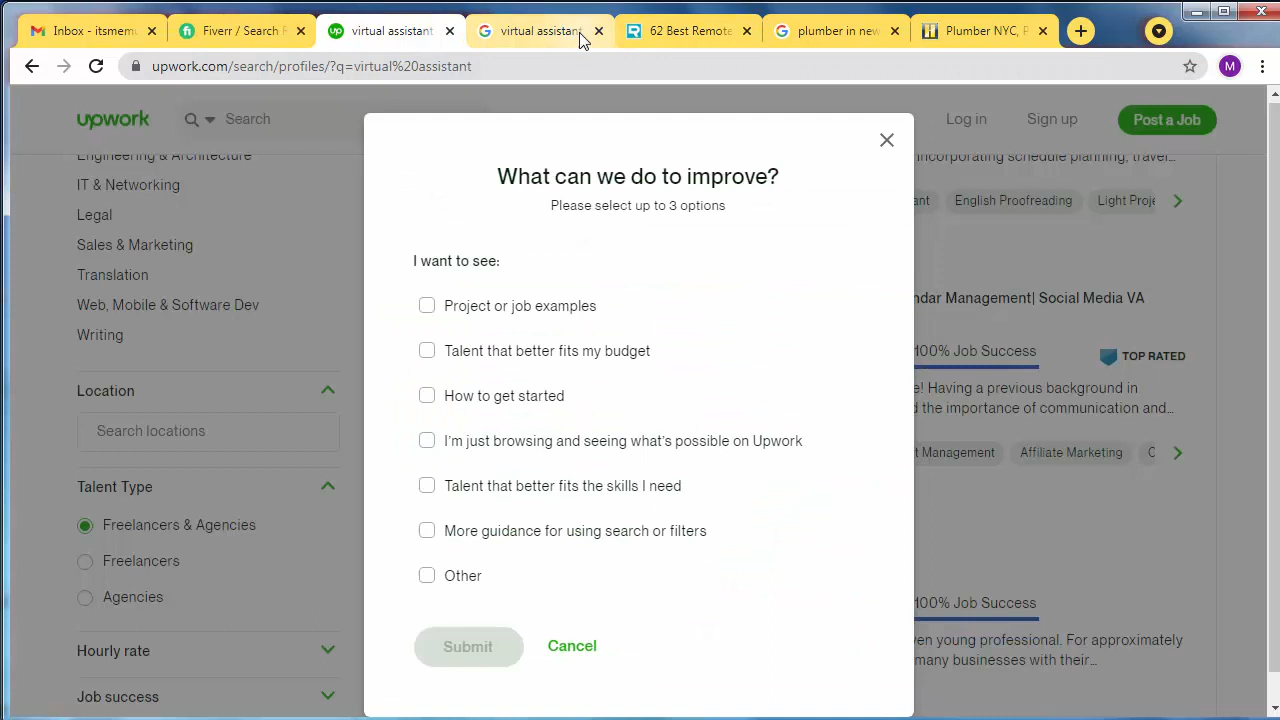 Inbox - itsmemu
Fiverr / Search R
virtual assistant
virtual assistan
62 Best Remote
plumber in new
Plumber NYC, P
upwork.com/search/profiles/?q=virtual%20assistant
M
upwork
Search
Log in
Sign up
Post a Job
Engineering & Architecture
IT & Networking
Legal
Sales & Marketing
Translation
Web, Mobile & Software Dev
Writing
Location
Search locations
Talent Type
Freelancers & Agencies
Freelancers
Agencies
Hourly rate
Job success
What can we do to improve?
Please select up to 3 options
I want to see:
Project or job examples
Talent that better fits my budget
How to get started
I'm just browsing and seeing what's possible on Upwork
Talent that better fits the skills I need
More guidance for using search or filters
Other
Submit
Cancel
incorporating schedule planning, travel...
ant
English Proofreading
Light Proje
ndar Management| Social Media VA
100% Job Success
TOP RATED
e! Having a previous background in
d the importance of communication and...
t Management
Affiliate Marketing
C
100% Job Success
ven young professional. For approximately
many businesses with their...